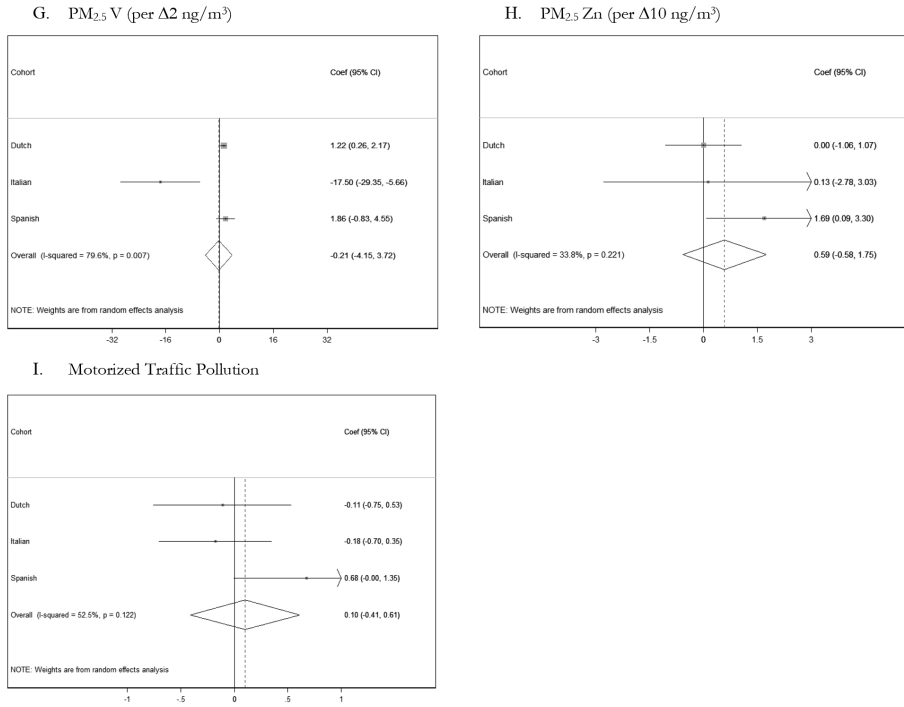 G. PM2.5 V (per Δ2 ng/m³)
Cohort Coef (95% CI)
Dutch 1.22 (0.26, 2.17)
Italian -17.50 (-29.35, -5.66)
Spanish 1.86 (-0.83, 4.55)
Overall (I-squared = 79.6%, p = 0.007) -0.21 (-4.15, 3.72)
NOTE: Weights are from random effects analysis
-32 -16 0 16 32
H. PM2.5 Zn (per Δ10 ng/m³)
Cohort Coef (95% CI)
Dutch 0.00 (-1.06, 1.07)
Italian 0.13 (-2.78, 3.03)
Spanish 1.69 (0.09, 3.30)
Overall (I-squared = 33.8%, p = 0.221) 0.59 (-0.58, 1.75)
NOTE: Weights are from random effects analysis
-3 -1.5 0 1.5 3
I. Motorized Traffic Pollution
Cohort Coef (95% CI)
Dutch -0.11 (-0.75, 0.53)
Italian -0.18 (-0.70, 0.35)
Spanish 0.68 (-0.00, 1.35)
Overall (I-squared = 52.5%, p = 0.122) 0.10 (-0.41, 0.61)
NOTE: Weights are from random effects analysis
-1 -.5 0 .5 1